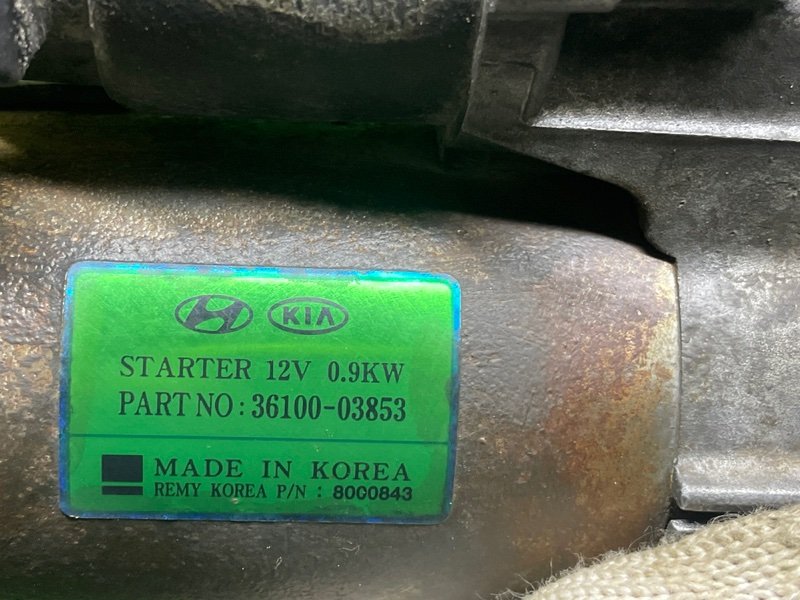 KIA
STARTER 12V 0.9KW
PART NO : 36100-03853
MADE IN KOREA
REMY KOREA P/N : 8000843